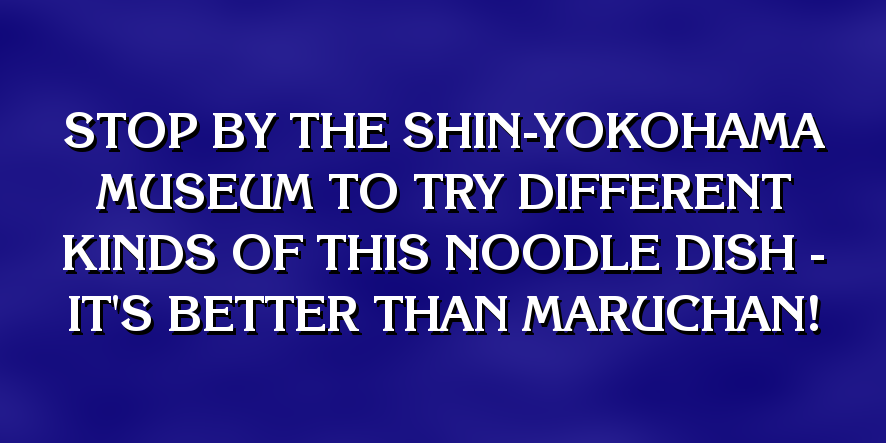 STOP BY THE SHIN-YOKOHAMA
MUSEUM TO TRY DIFFERENT
KINDS OF THIS NOODLE DISH -
IT'S BETTER THAN MARUCHAN!